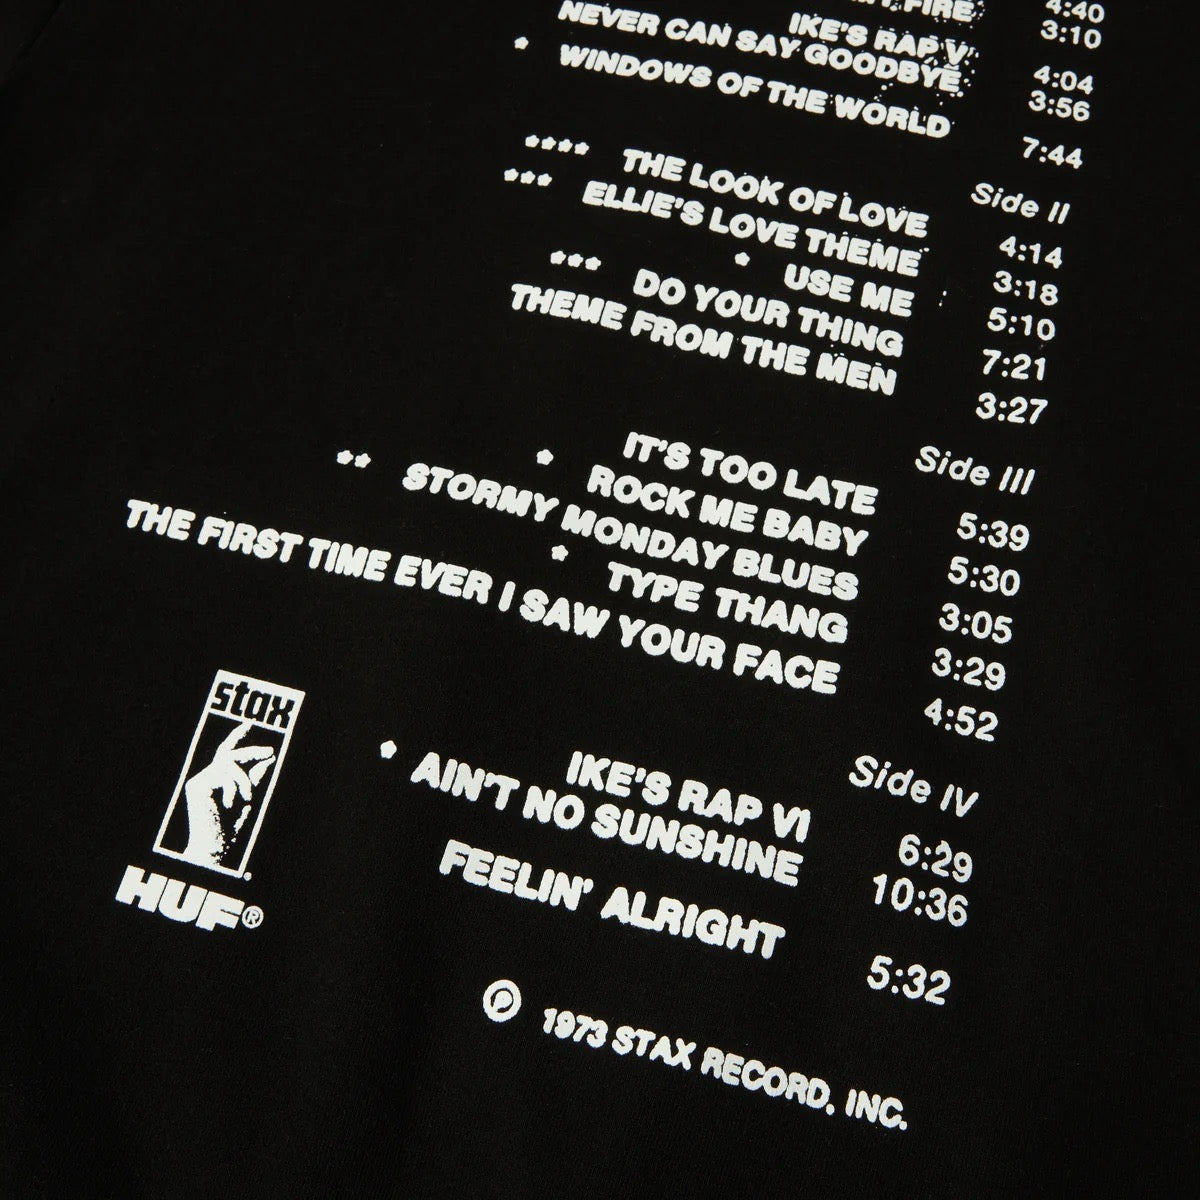 4:40
FIRE 3:10
IKE'S RAP V 4:04
NEVER CAN SAY GOODBYE 3:56
* WINDOWS OF THE WORLD 7:44
Side II
**** THE LOOK OF LOVE 4:14
*** ELLIE'S LOVE THEME 3:18
* USE ME 5:10
*** DO YOUR THING 7:21
THEME FROM THE MEN 3:27
Side III
IT'S TOO LATE 5:39
* ROCK ME BABY 5:30
** STORMY MONDAY BLUES 3:05
* TYPE THANG 3:29
THE FIRST TIME EVER I SAW YOUR FACE 4:52
Side IV
IKE'S RAP VI 6:29
* AIN'T NO SUNSHINE 10:36
FEELIN' ALRIGHT 5:32
stax
HUF®
℗ 1973 STAX RECORD, INC.